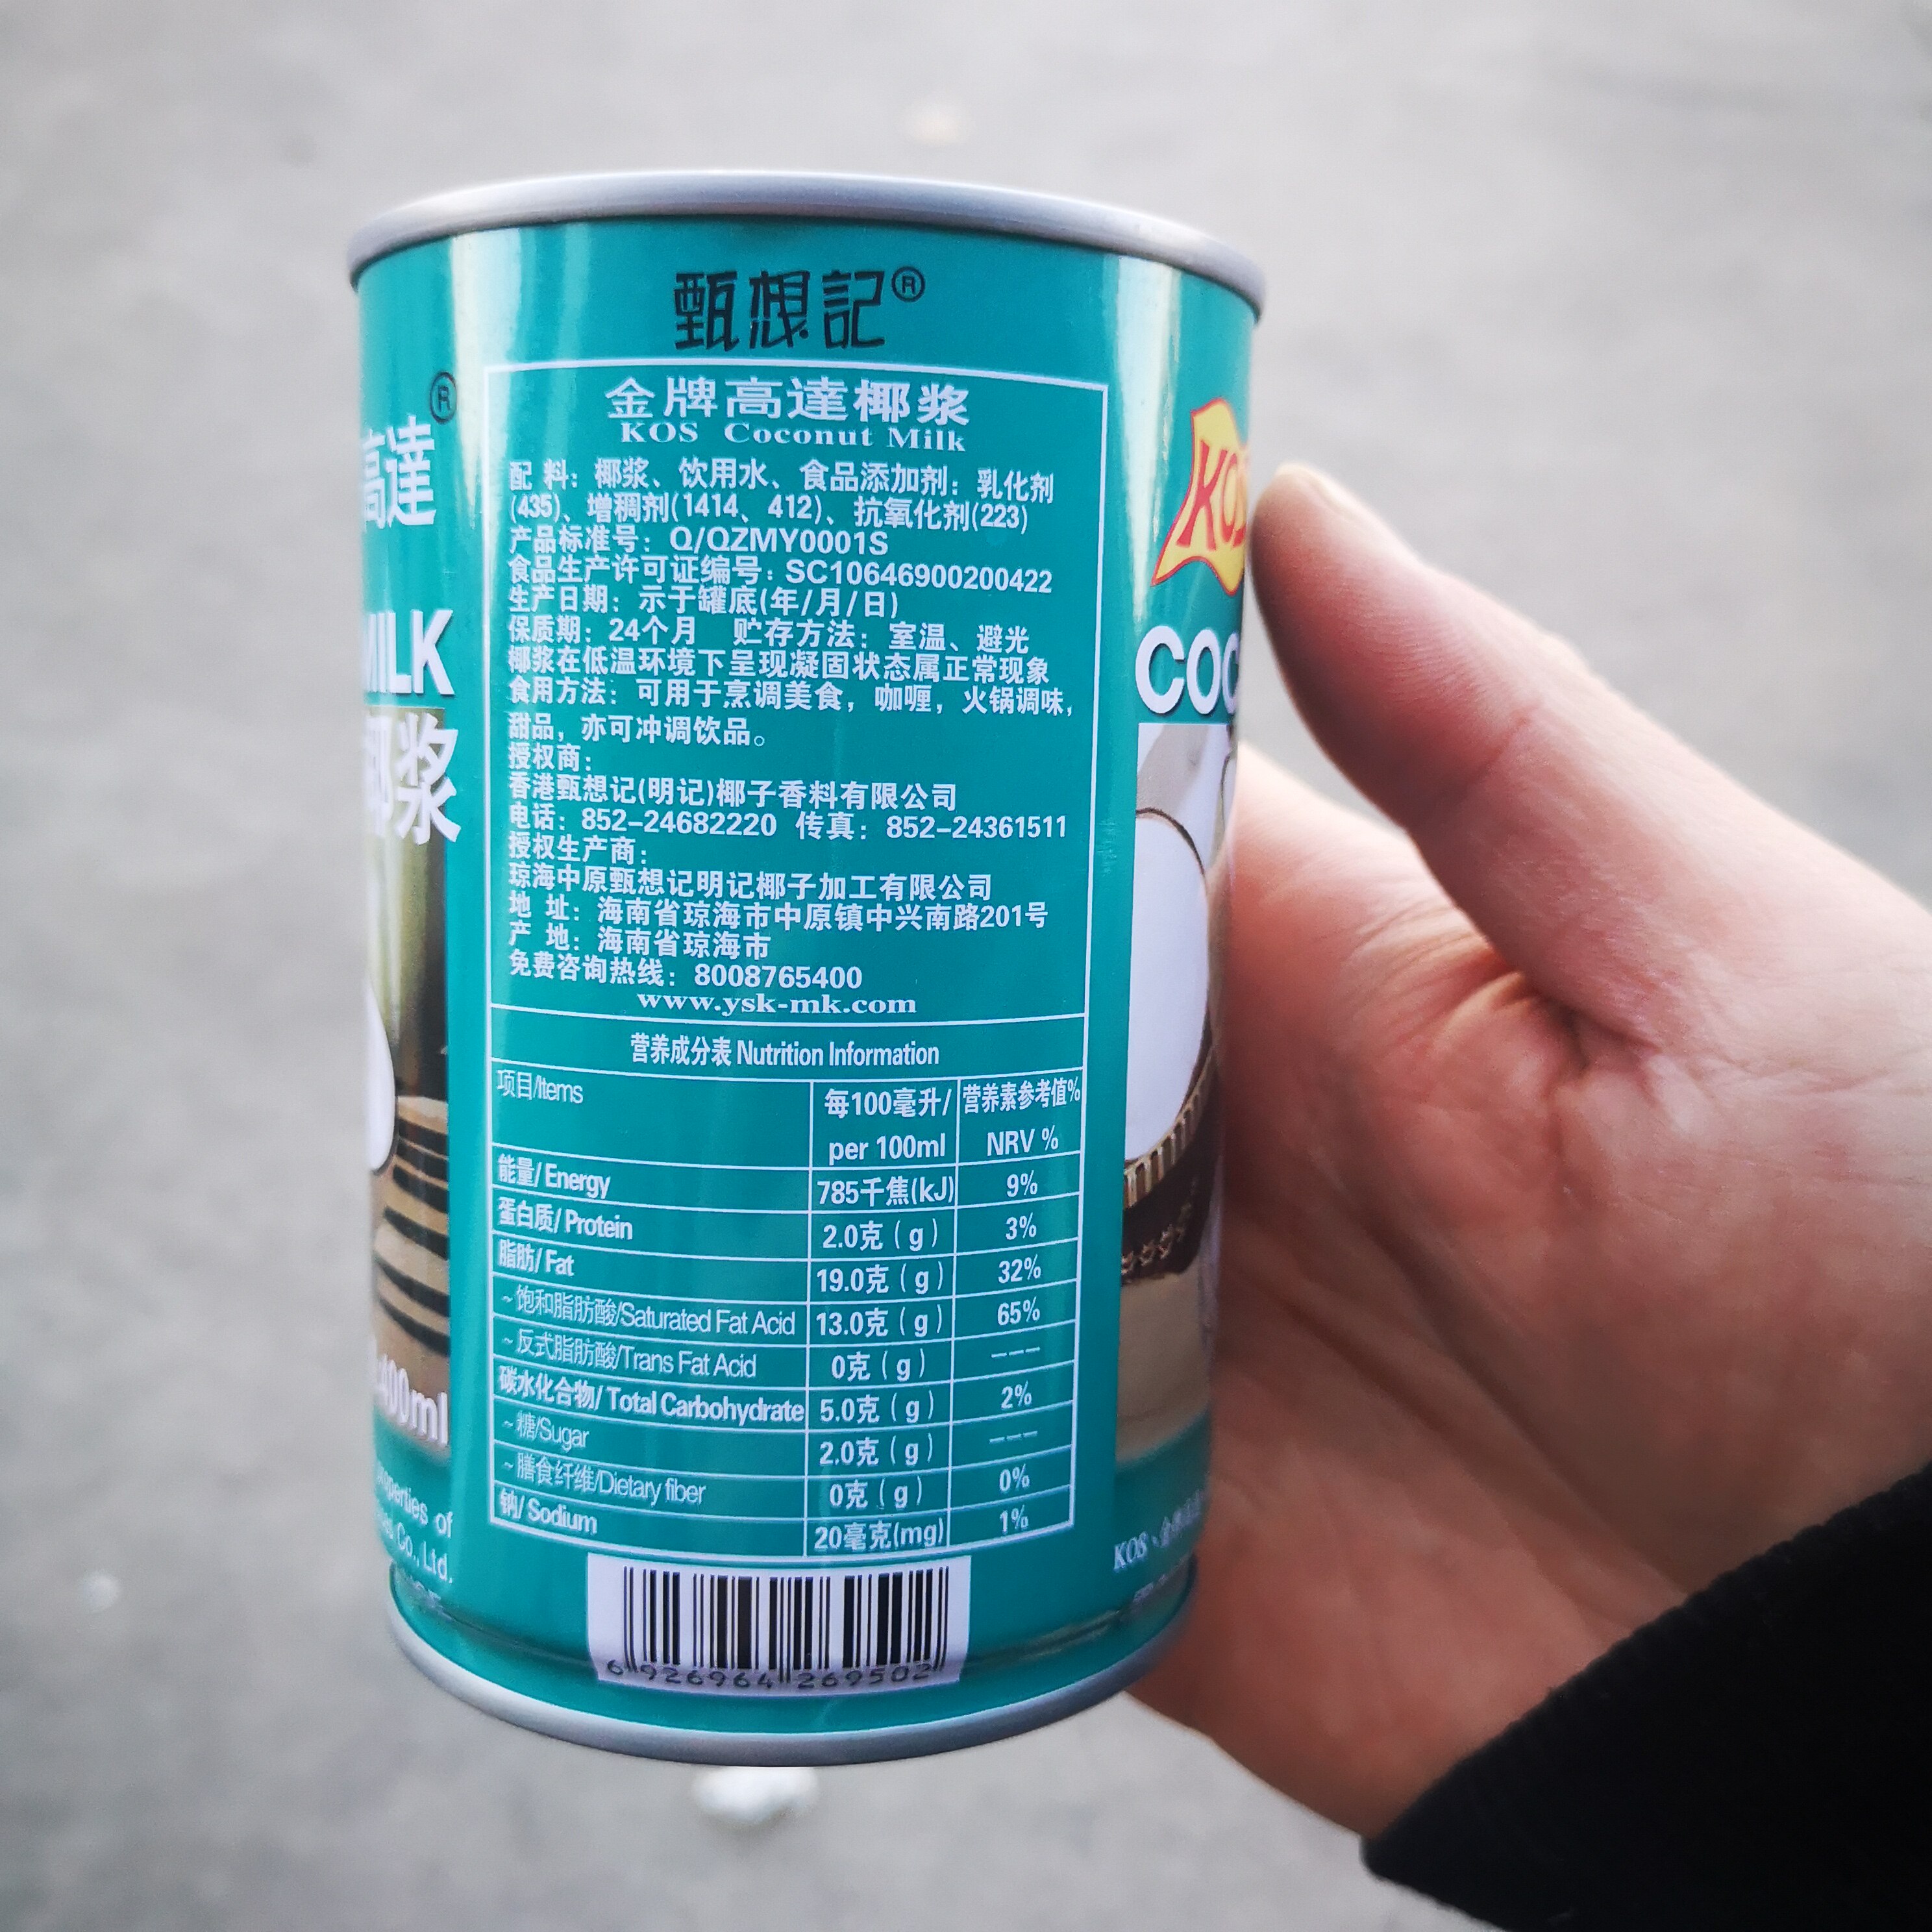 甄想記®
高達®
MILK
椰浆
400ml
properties of
Co., Ltd.
金牌高達椰浆
KOS Coconut Milk
配 料：椰浆、饮用水、食品添加剂：乳化剂
(435)、增稠剂(1414、412)、抗氧化剂(223)
产品标准号：Q/QZMY0001S
食品生产许可证编号：SC10646900200422
生产日期：示于罐底(年/月/日)
保质期：24个月 贮存方法：室温、避光
椰浆在低温环境下呈现凝固状态属正常现象
食用方法：可用于烹调美食，咖喱，火锅调味，
甜品，亦可冲调饮品。
授权商：
香港甄想记(明记)椰子香料有限公司
电话：852-24682220 传真：852-24361511
授权生产商：
琼海中原甄想记明记椰子加工有限公司
地 址：海南省琼海市中原镇中兴南路201号
产 地：海南省琼海市
免费咨询热线：8008765400
www.ysk-mk.com
营养成分表 Nutrition Information
项目/Items 每100毫升/per 100ml 营养素参考值% NRV %
能量/ Energy 785千焦(kJ) 9%
蛋白质/ Protein 2.0克（g） 3%
脂肪/ Fat 19.0克（g） 32%
~饱和脂肪酸/Saturated Fat Acid 13.0克（g） 65%
~反式脂肪酸/Trans Fat Acid 0克（g） ---
碳水化合物/ Total Carbohydrate 5.0克（g） 2%
~糖/Sugar 2.0克（g） ---
~膳食纤维/Dietary fiber 0克（g） 0%
钠/ Sodium 20毫克(mg) 1%
6 926964 269502
KOS
COC
KOS、金